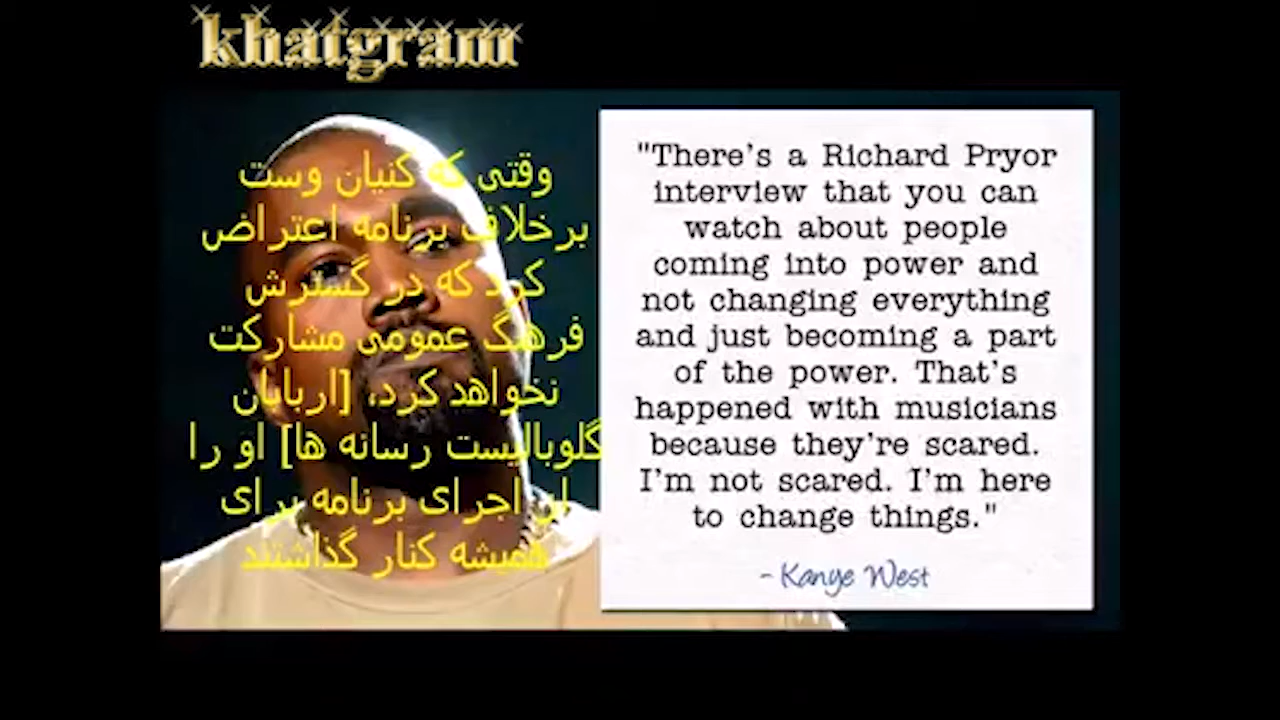 khatgram
وقتی که کنیان وست
برخلاف برنامه اعتراض
کرد که در گسترش
فرهنگ عمومی مشارکت
نخواهد کرد، [اربابان
گلوبالیست رسانه ها] او را
از اجرای برنامه برای
همیشه کنار گذاشتند
"There's a Richard Pryor
interview that you can
watch about people
coming into power and
not changing everything
and just becoming a part
of the power. That's
happened with musicians
because they're scared.
I'm not scared. I'm here
to change things."
- Kanye West